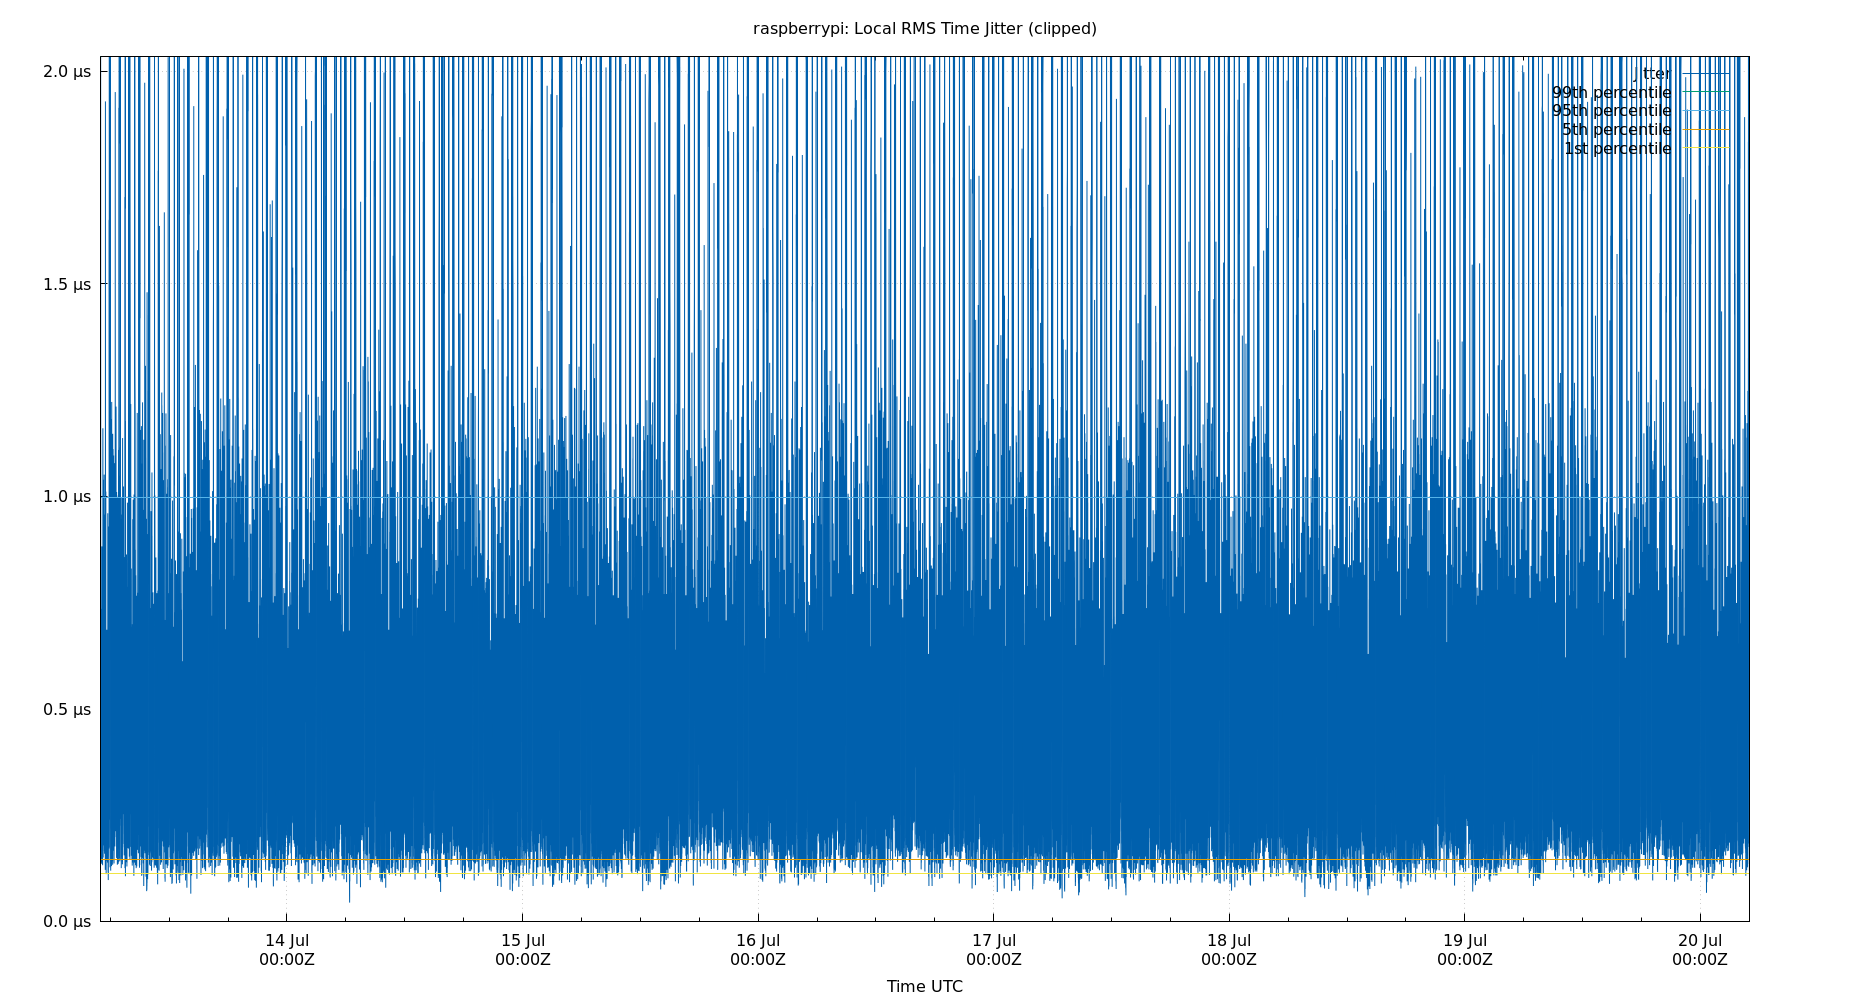 raspberrypi: Local RMS Time Jitter (clipped)
2.0 µs
jitter
99th percentile
95th percentile
5th percentile
1st percentile
1.5 µs
1.0 µs
0.5 µs
0.0 µs
14 Jul
00:00Z
15 Jul
00:00Z
16 Jul
00:00Z
17 Jul
00:00Z
18 Jul
00:00Z
19 Jul
00:00Z
20 Jul
00:00Z
Time UTC